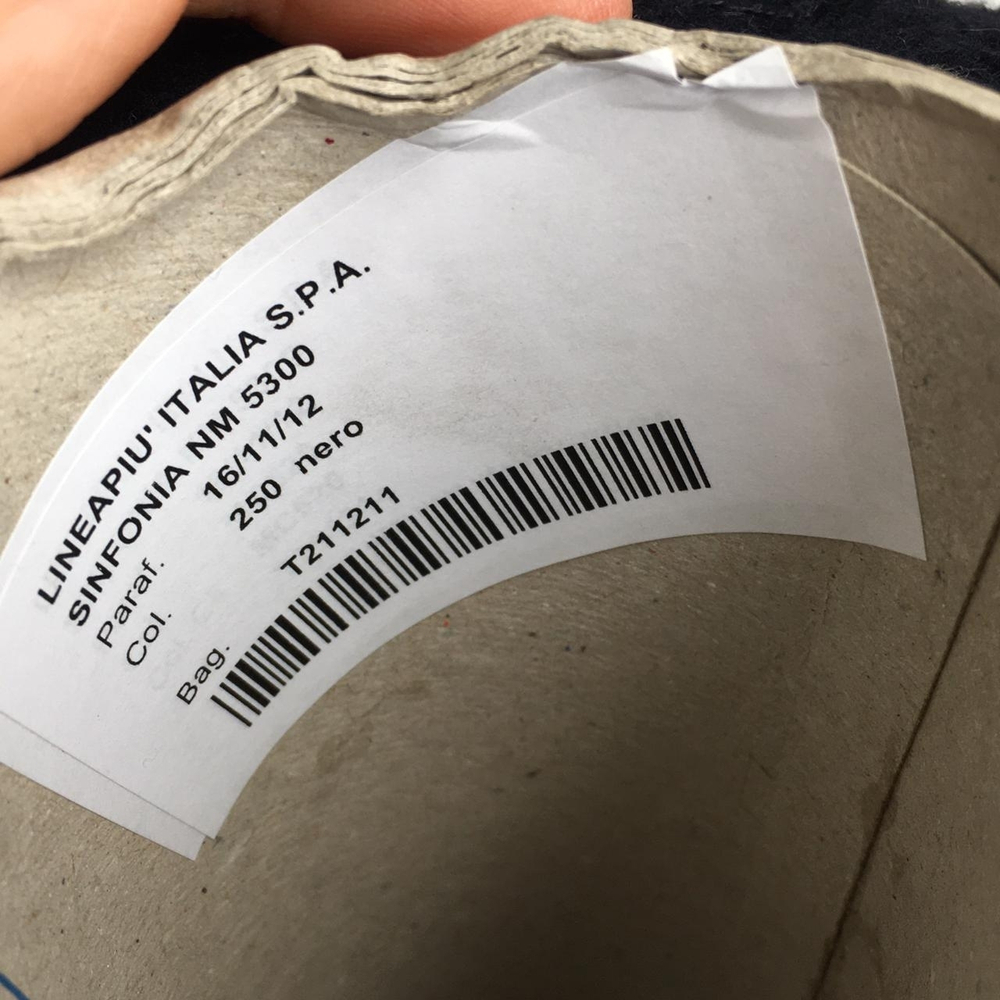 LINEAPIU' ITALIA S.P.A.
SINFONIA NM 5300
Paraf. 16/11/12
Col. 250 nero
Bag. T211211